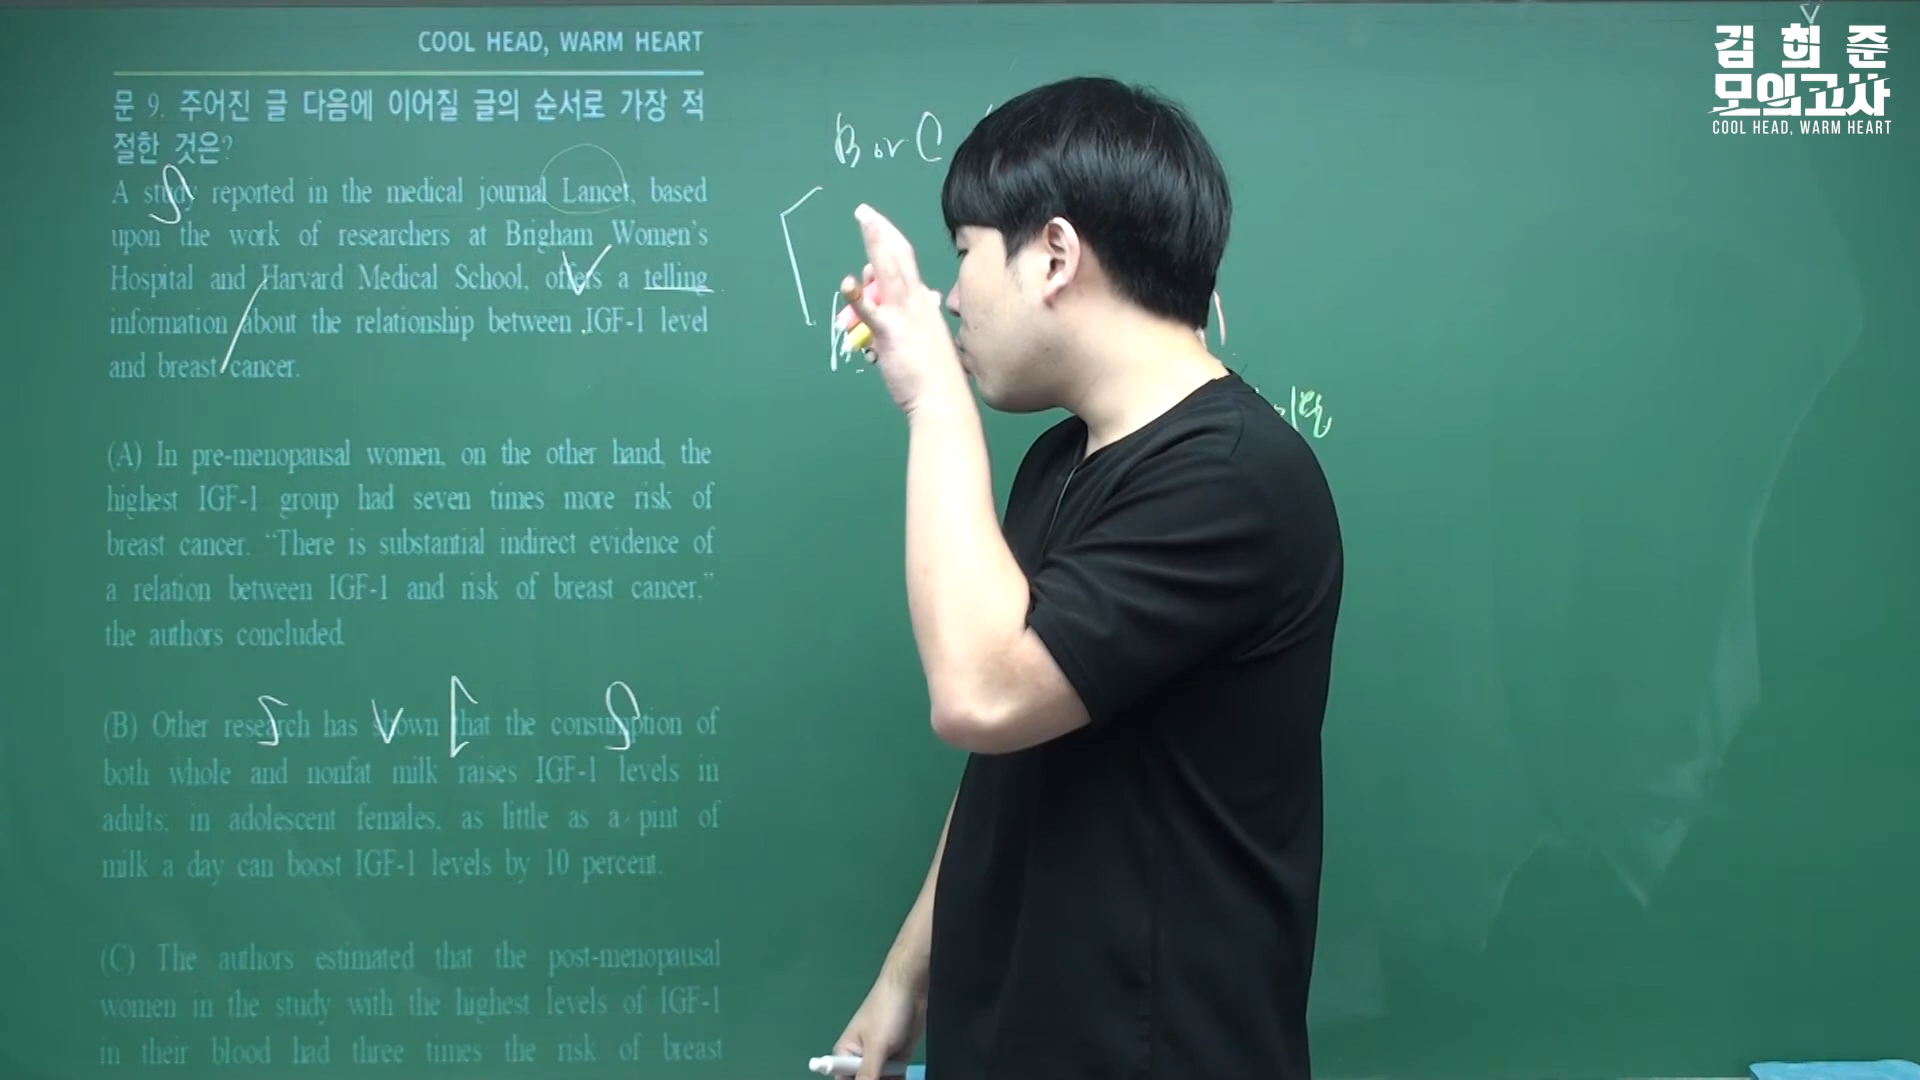 COOL HEAD, WARM HEART
문 9. 주어진 글 다음에 이어질 글의 순서로 가장 적
절한 것은?
A study reported in the medical journal Lancet, based
upon the work of researchers at Brigham Women's
Hospital and Harvard Medical School, offers a telling
information about the relationship between IGF-1 level
and breast cancer.
(A) In pre-menopausal women, on the other hand, the
highest IGF-1 group had seven times more risk of
breast cancer. "There is substantial indirect evidence of
a relation between IGF-1 and risk of breast cancer,"
the authors concluded.
(B) Other research has shown that the consumption of
both whole and nonfat milk raises IGF-1 levels in
adults; in adolescent females, as little as a pint of
milk a day can boost IGF-1 levels by 10 percent.
(C) The authors estimated that the post-menopausal
women in the study with the highest levels of IGF-1
in their blood had three times the risk of breast
S
V
S V [ S
B or C
김희준
모의고사
COOL HEAD, WARM HEART